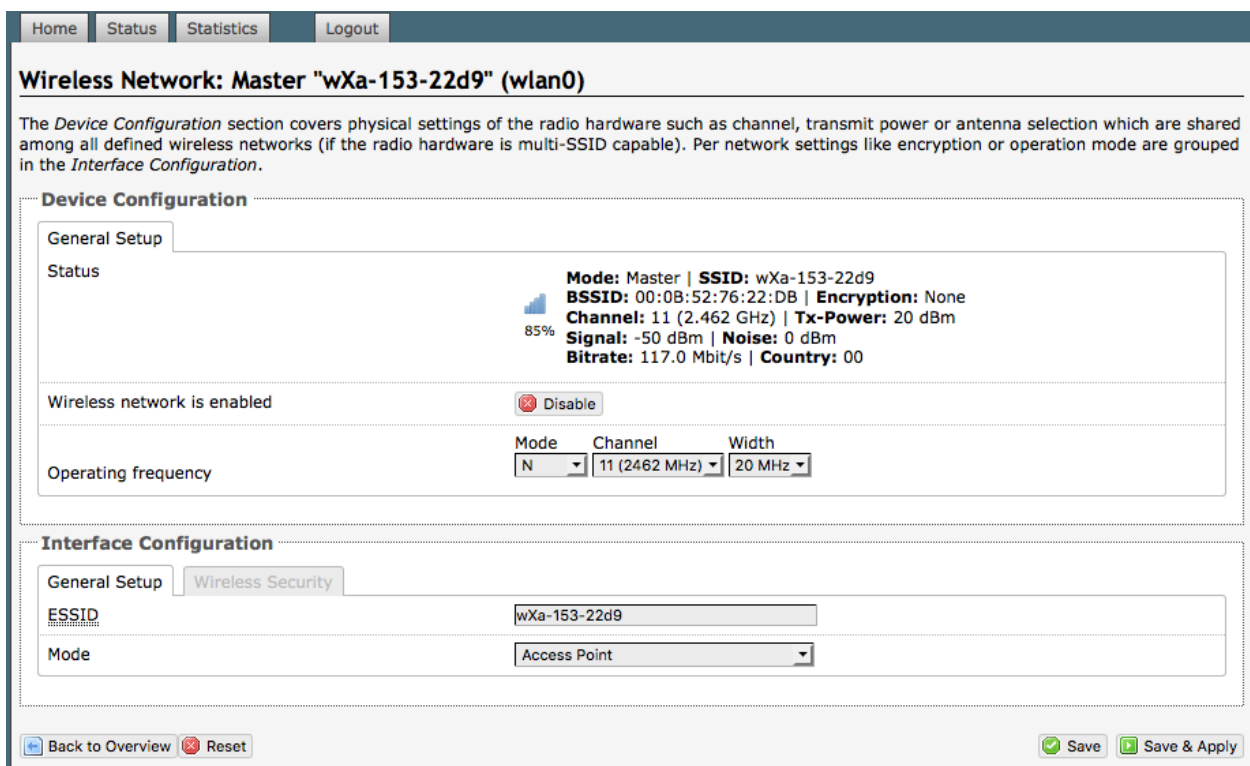 Home Status Statistics Logout
Wireless Network: Master "wXa-153-22d9" (wlan0)
The Device Configuration section covers physical settings of the radio hardware such as channel, transmit power or antenna selection which are shared
among all defined wireless networks (if the radio hardware is multi-SSID capable). Per network settings like encryption or operation mode are grouped
in the Interface Configuration.
Device Configuration
General Setup
Status
Mode: Master | SSID: wXa-153-22d9
BSSID: 00:0B:52:76:22:DB | Encryption: None
Channel: 11 (2.462 GHz) | Tx-Power: 20 dBm
85%
Signal: -50 dBm | Noise: 0 dBm
Bitrate: 117.0 Mbit/s | Country: 00
Wireless network is enabled Disable
Mode Channel Width
Operating frequency N 11 (2462 MHz) 20 MHz
Interface Configuration
General Setup Wireless Security
ESSID wXa-153-22d9
Mode Access Point
Back to Overview Reset Save Save & Apply